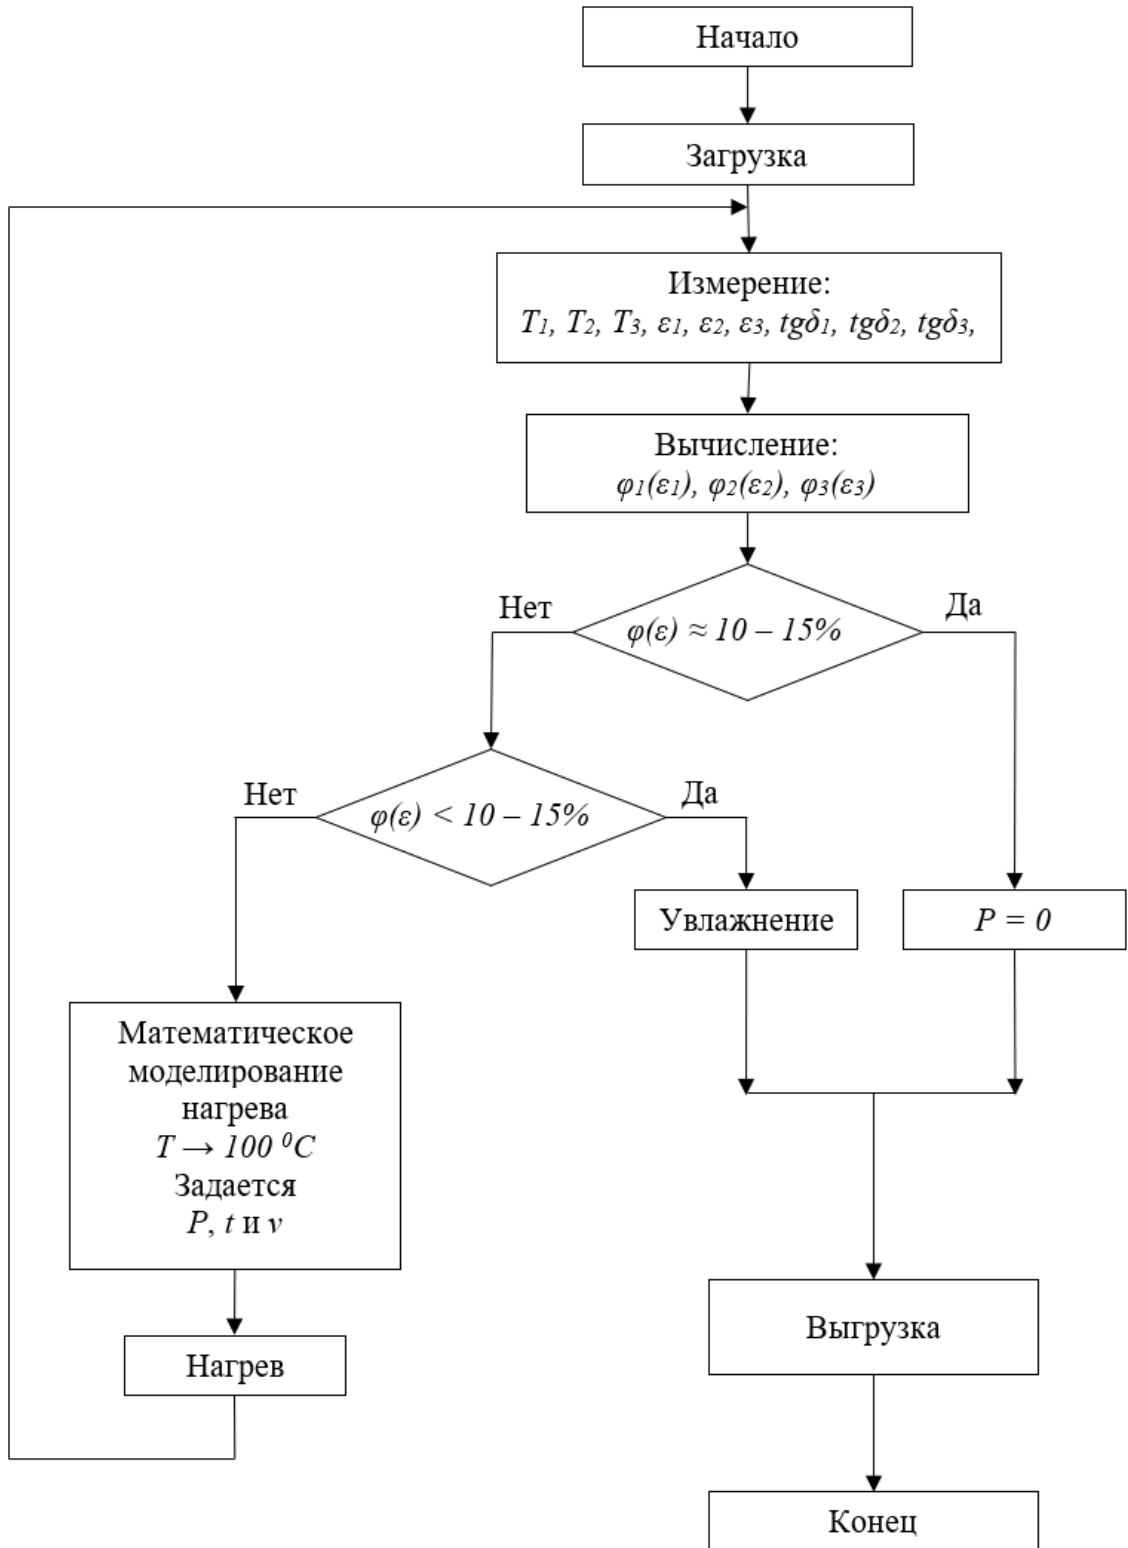 Начало
Загрузка
Измерение:
T₁, T₂, T₃, ε₁, ε₂, ε₃, tgδ₁, tgδ₂, tgδ₃,
Вычисление:
φ₁(ε₁), φ₂(ε₂), φ₃(ε₃)
Нет
Да
φ(ε) ≈ 10 – 15%
Нет
Да
φ(ε) < 10 – 15%
Увлажнение
P = 0
Математическое
моделирование
нагрева
T → 100 ⁰C
Задается
P, t и v
Нагрев
Выгрузка
Конец